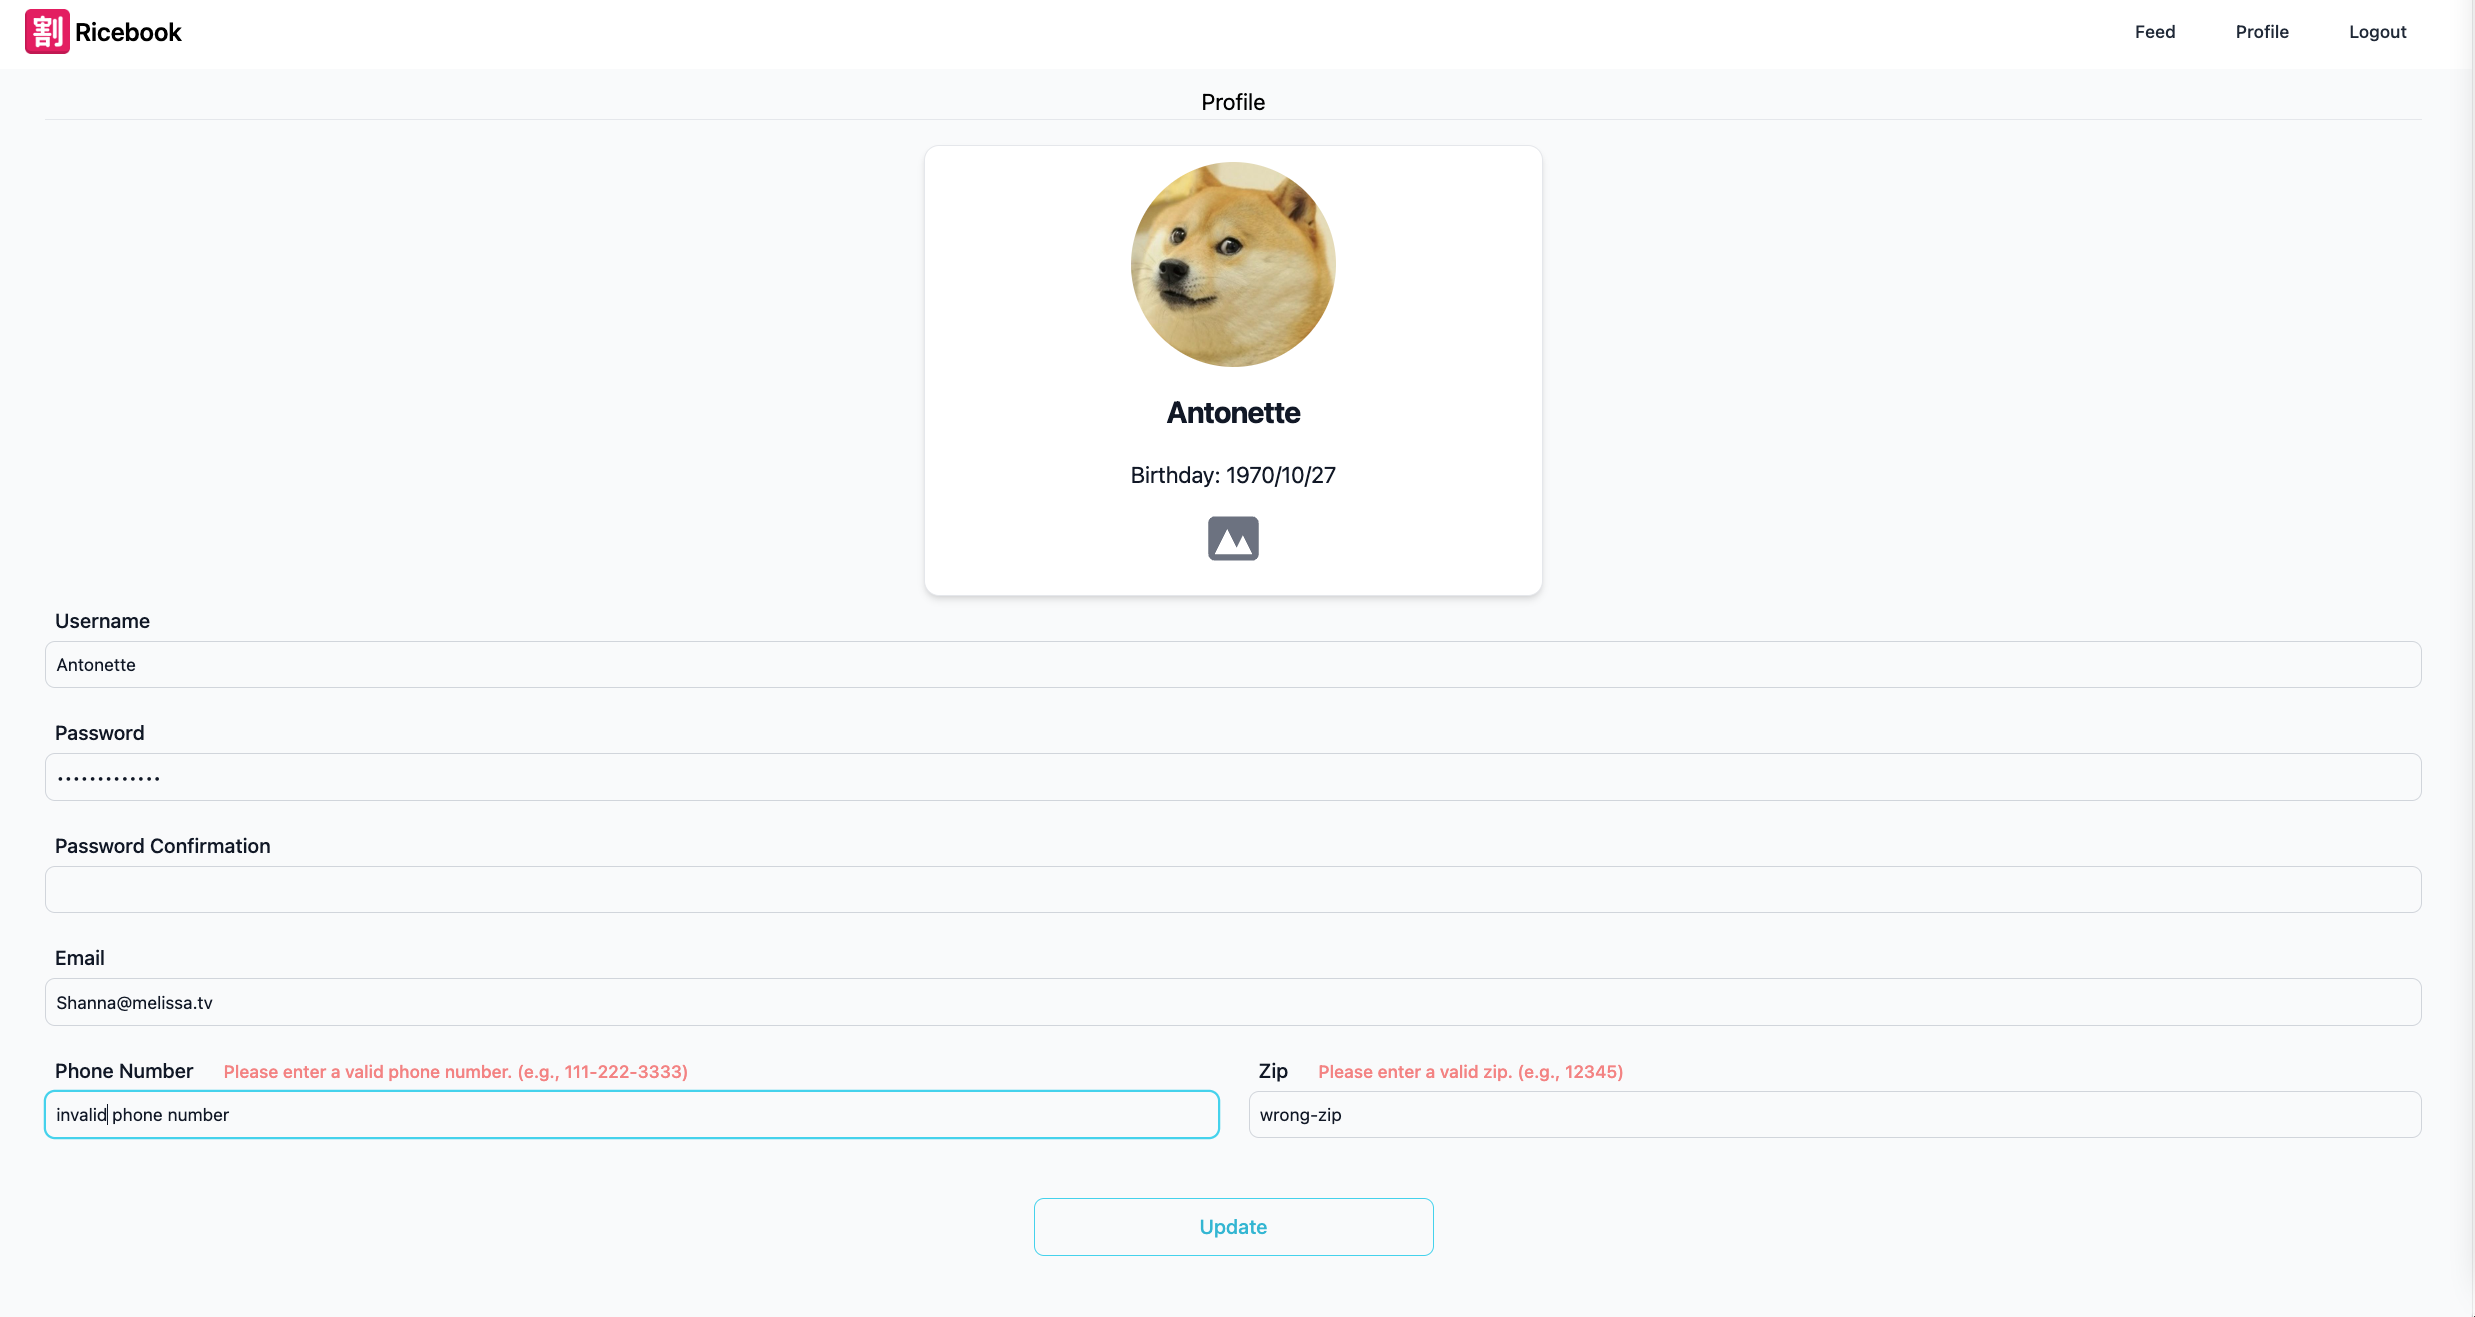 割 Ricebook Feed Profile Logout
Profile
Antonette
Birthday: 1970/10/27
Username
Antonette
Password
•••••••••••••
Password Confirmation
Email
Shanna@melissa.tv
Phone Number Please enter a valid phone number. (e.g., 111-222-3333) Zip Please enter a valid zip. (e.g., 12345)
invalid phone number wrong-zip
Update